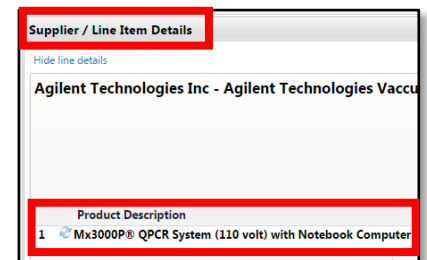 Supplier / Line Item Details
Hide line details
Agilent Technologies Inc - Agilent Technologies Vaccu
Product Description
1 Mx3000P® QPCR System (110 volt) with Notebook Computer